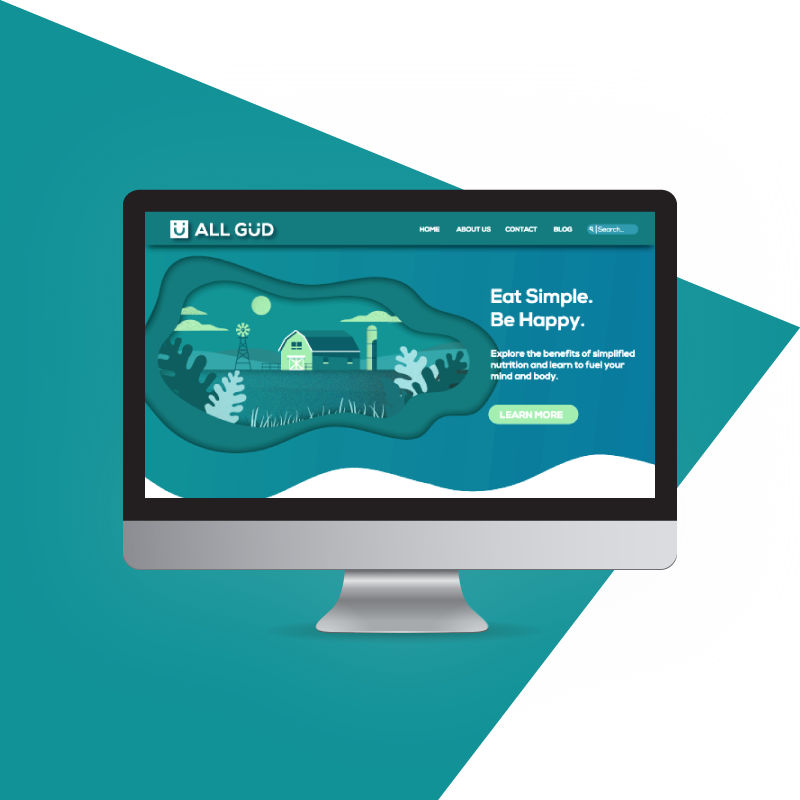 ALL GÜD
HOME ABOUT US CONTACT BLOG Search...
Eat Simple.
Be Happy.
Explore the benefits of simplified
nutrition and learn to fuel your
mind and body.
LEARN MORE